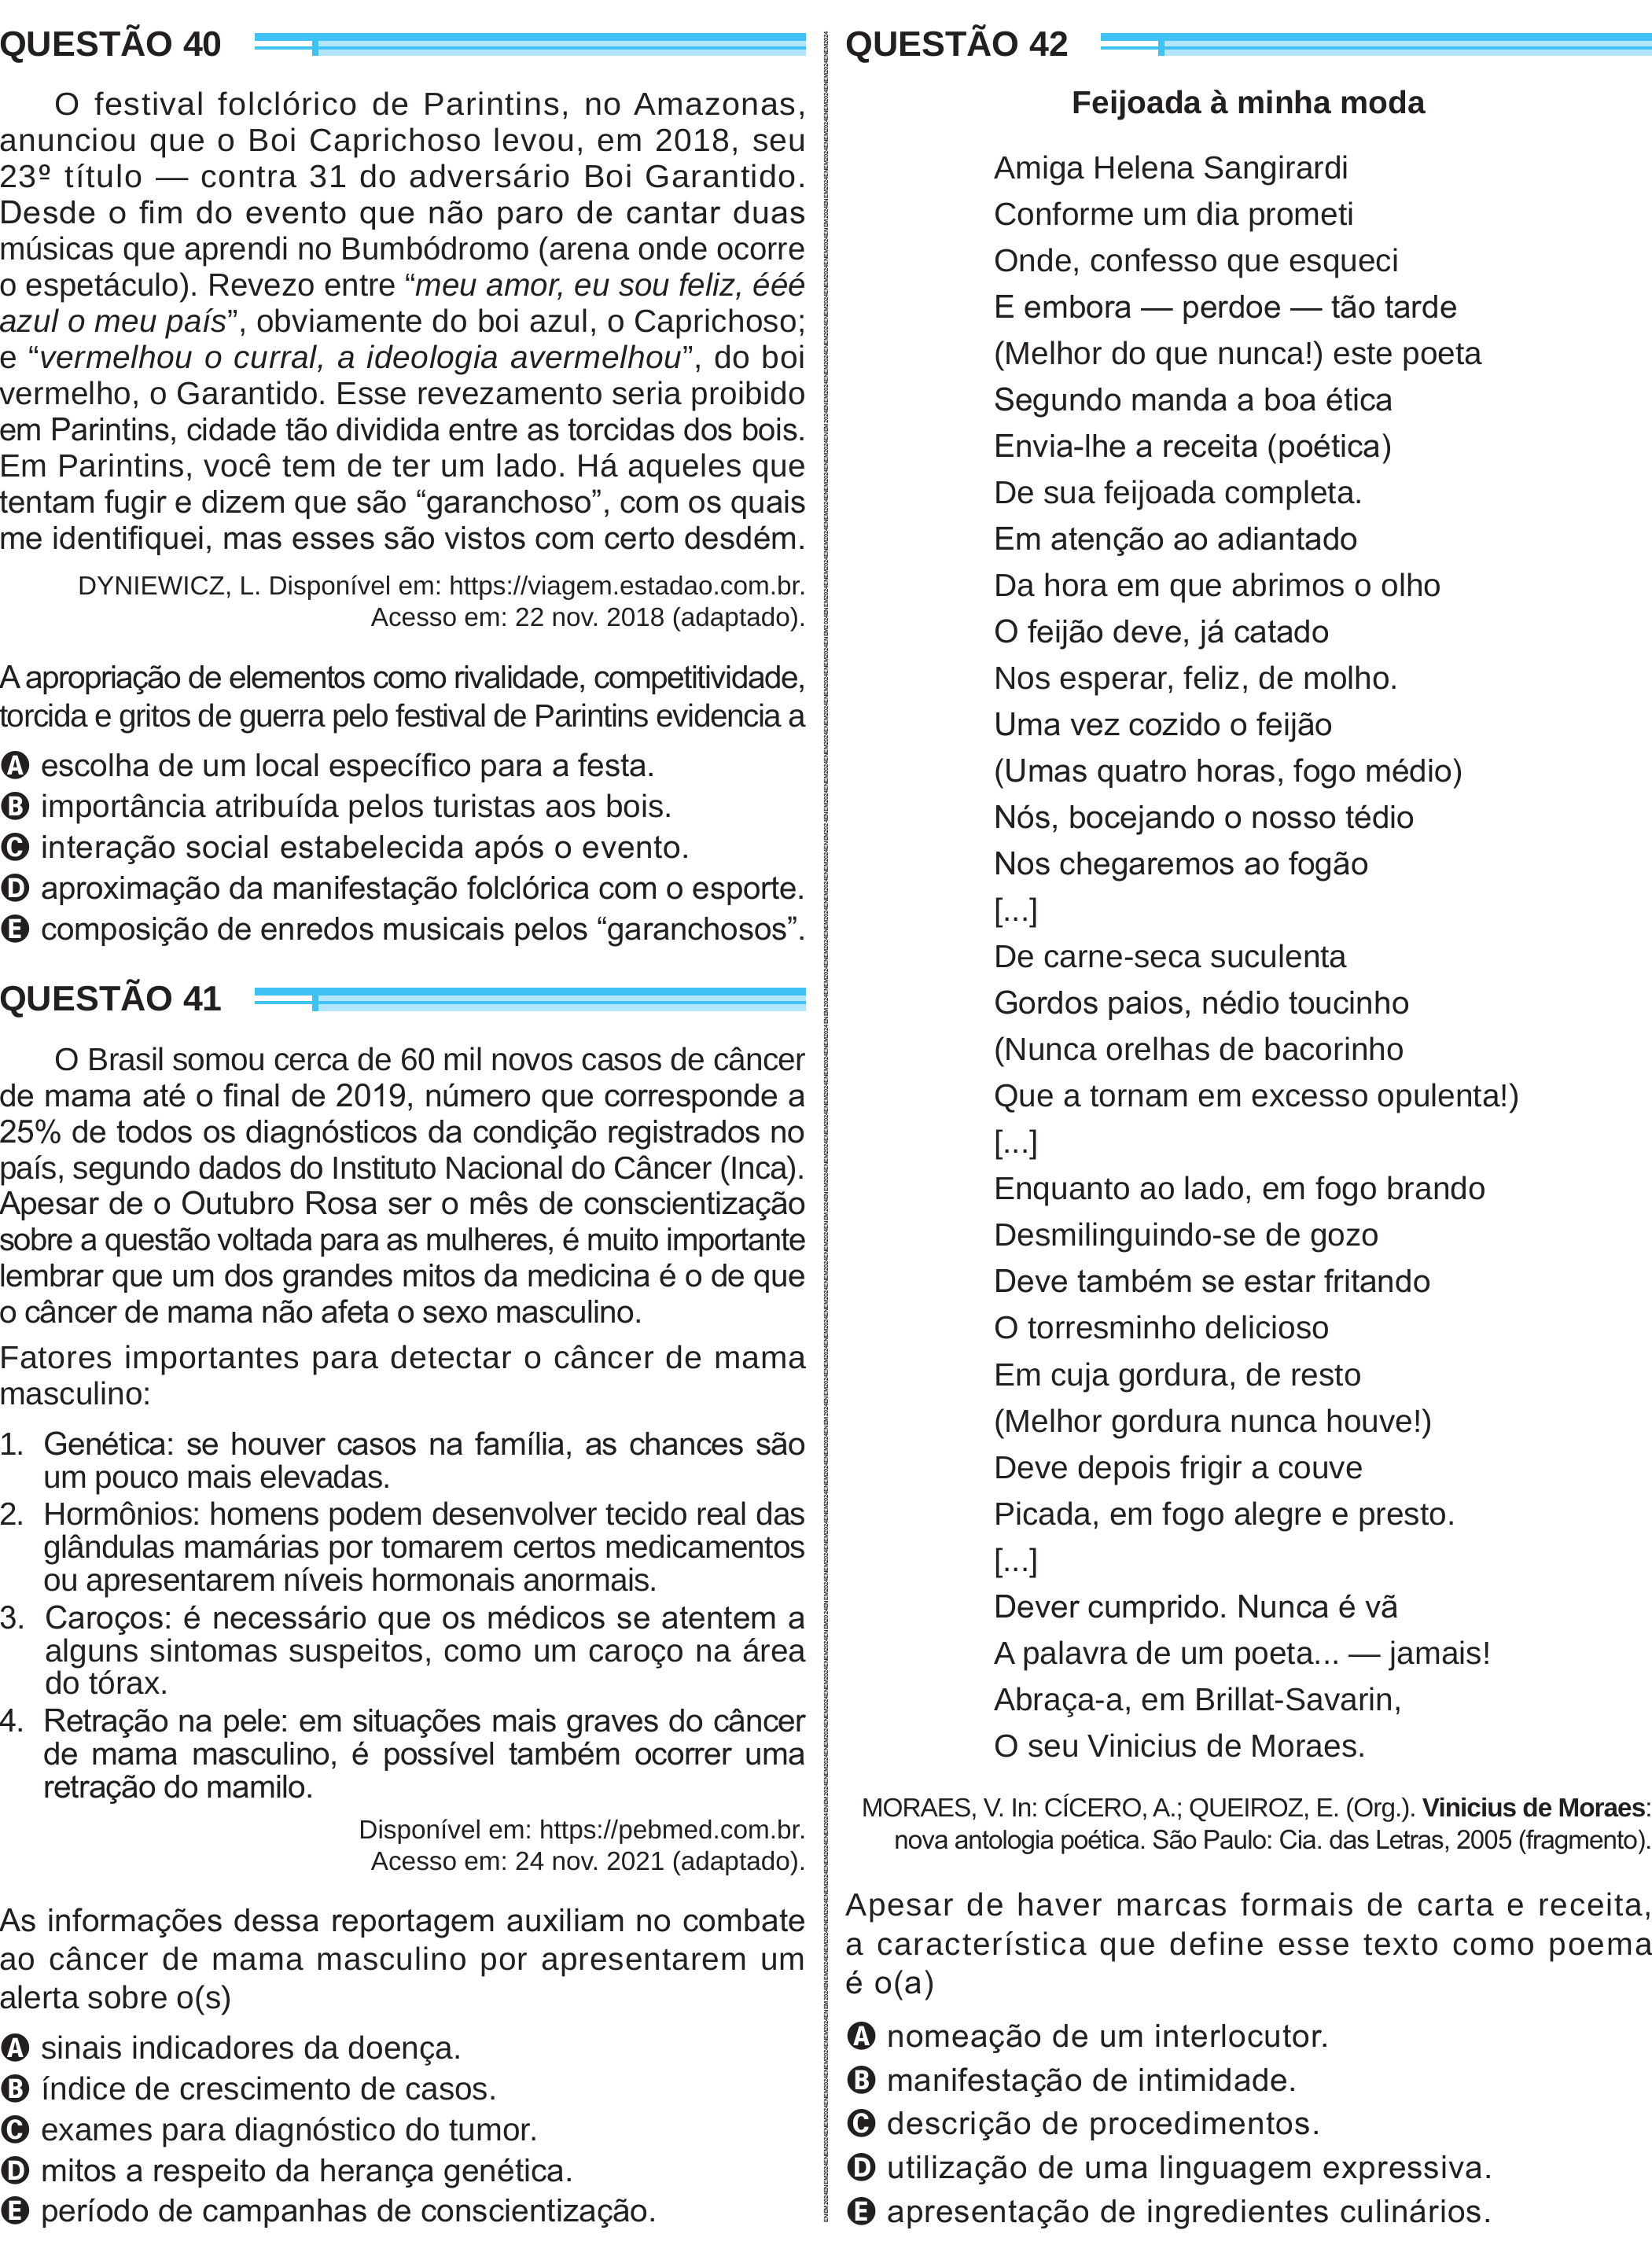 QUESTÃO 40
O festival folclórico de Parintins, no Amazonas,
anunciou que o Boi Caprichoso levou, em 2018, seu
23º título — contra 31 do adversário Boi Garantido.
Desde o fim do evento que não paro de cantar duas
músicas que aprendi no Bumbódromo (arena onde ocorre
o espetáculo). Revezo entre “meu amor, eu sou feliz, ééé
azul o meu país”, obviamente do boi azul, o Caprichoso;
e “vermelhou o curral, a ideologia avermelhou”, do boi
vermelho, o Garantido. Esse revezamento seria proibido
em Parintins, cidade tão dividida entre as torcidas dos bois.
Em Parintins, você tem de ter um lado. Há aqueles que
tentam fugir e dizem que são “garanchoso”, com os quais
me identifiquei, mas esses são vistos com certo desdém.
DYNIEWICZ, L. Disponível em: https://viagem.estadao.com.br.
Acesso em: 22 nov. 2018 (adaptado).
A apropriação de elementos como rivalidade, competitividade,
torcida e gritos de guerra pelo festival de Parintins evidencia a
A escolha de um local específico para a festa.
B importância atribuída pelos turistas aos bois.
C interação social estabelecida após o evento.
D aproximação da manifestação folclórica com o esporte.
E composição de enredos musicais pelos “garanchosos”.
QUESTÃO 41
O Brasil somou cerca de 60 mil novos casos de câncer
de mama até o final de 2019, número que corresponde a
25% de todos os diagnósticos da condição registrados no
país, segundo dados do Instituto Nacional do Câncer (Inca).
Apesar de o Outubro Rosa ser o mês de conscientização
sobre a questão voltada para as mulheres, é muito importante
lembrar que um dos grandes mitos da medicina é o de que
o câncer de mama não afeta o sexo masculino.
Fatores importantes para detectar o câncer de mama
masculino:
1. Genética: se houver casos na família, as chances são
um pouco mais elevadas.
2. Hormônios: homens podem desenvolver tecido real das
glândulas mamárias por tomarem certos medicamentos
ou apresentarem níveis hormonais anormais.
3. Caroços: é necessário que os médicos se atentem a
alguns sintomas suspeitos, como um caroço na área
do tórax.
4. Retração na pele: em situações mais graves do câncer
de mama masculino, é possível também ocorrer uma
retração do mamilo.
Disponível em: https://pebmed.com.br.
Acesso em: 24 nov. 2021 (adaptado).
As informações dessa reportagem auxiliam no combate
ao câncer de mama masculino por apresentarem um
alerta sobre o(s)
A sinais indicadores da doença.
B índice de crescimento de casos.
C exames para diagnóstico do tumor.
D mitos a respeito da herança genética.
E período de campanhas de conscientização.
QUESTÃO 42
Feijoada à minha moda
Amiga Helena Sangirardi
Conforme um dia prometi
Onde, confesso que esqueci
E embora — perdoe — tão tarde
(Melhor do que nunca!) este poeta
Segundo manda a boa ética
Envia-lhe a receita (poética)
De sua feijoada completa.
Em atenção ao adiantado
Da hora em que abrimos o olho
O feijão deve, já catado
Nos esperar, feliz, de molho.
Uma vez cozido o feijão
(Umas quatro horas, fogo médio)
Nós, bocejando o nosso tédio
Nos chegaremos ao fogão
[...]
De carne-seca suculenta
Gordos paios, nédio toucinho
(Nunca orelhas de bacorinho
Que a tornam em excesso opulenta!)
[...]
Enquanto ao lado, em fogo brando
Desmilinguindo-se de gozo
Deve também se estar fritando
O torresminho delicioso
Em cuja gordura, de resto
(Melhor gordura nunca houve!)
Deve depois frigir a couve
Picada, em fogo alegre e presto.
[...]
Dever cumprido. Nunca é vã
A palavra de um poeta... — jamais!
Abraça-a, em Brillat-Savarin,
O seu Vinicius de Moraes.
MORAES, V. In: CÍCERO, A.; QUEIROZ, E. (Org.). Vinicius de Moraes:
nova antologia poética. São Paulo: Cia. das Letras, 2005 (fragmento).
Apesar de haver marcas formais de carta e receita,
a característica que define esse texto como poema
é o(a)
A nomeação de um interlocutor.
B manifestação de intimidade.
C descrição de procedimentos.
D utilização de uma linguagem expressiva.
E apresentação de ingredientes culinários.